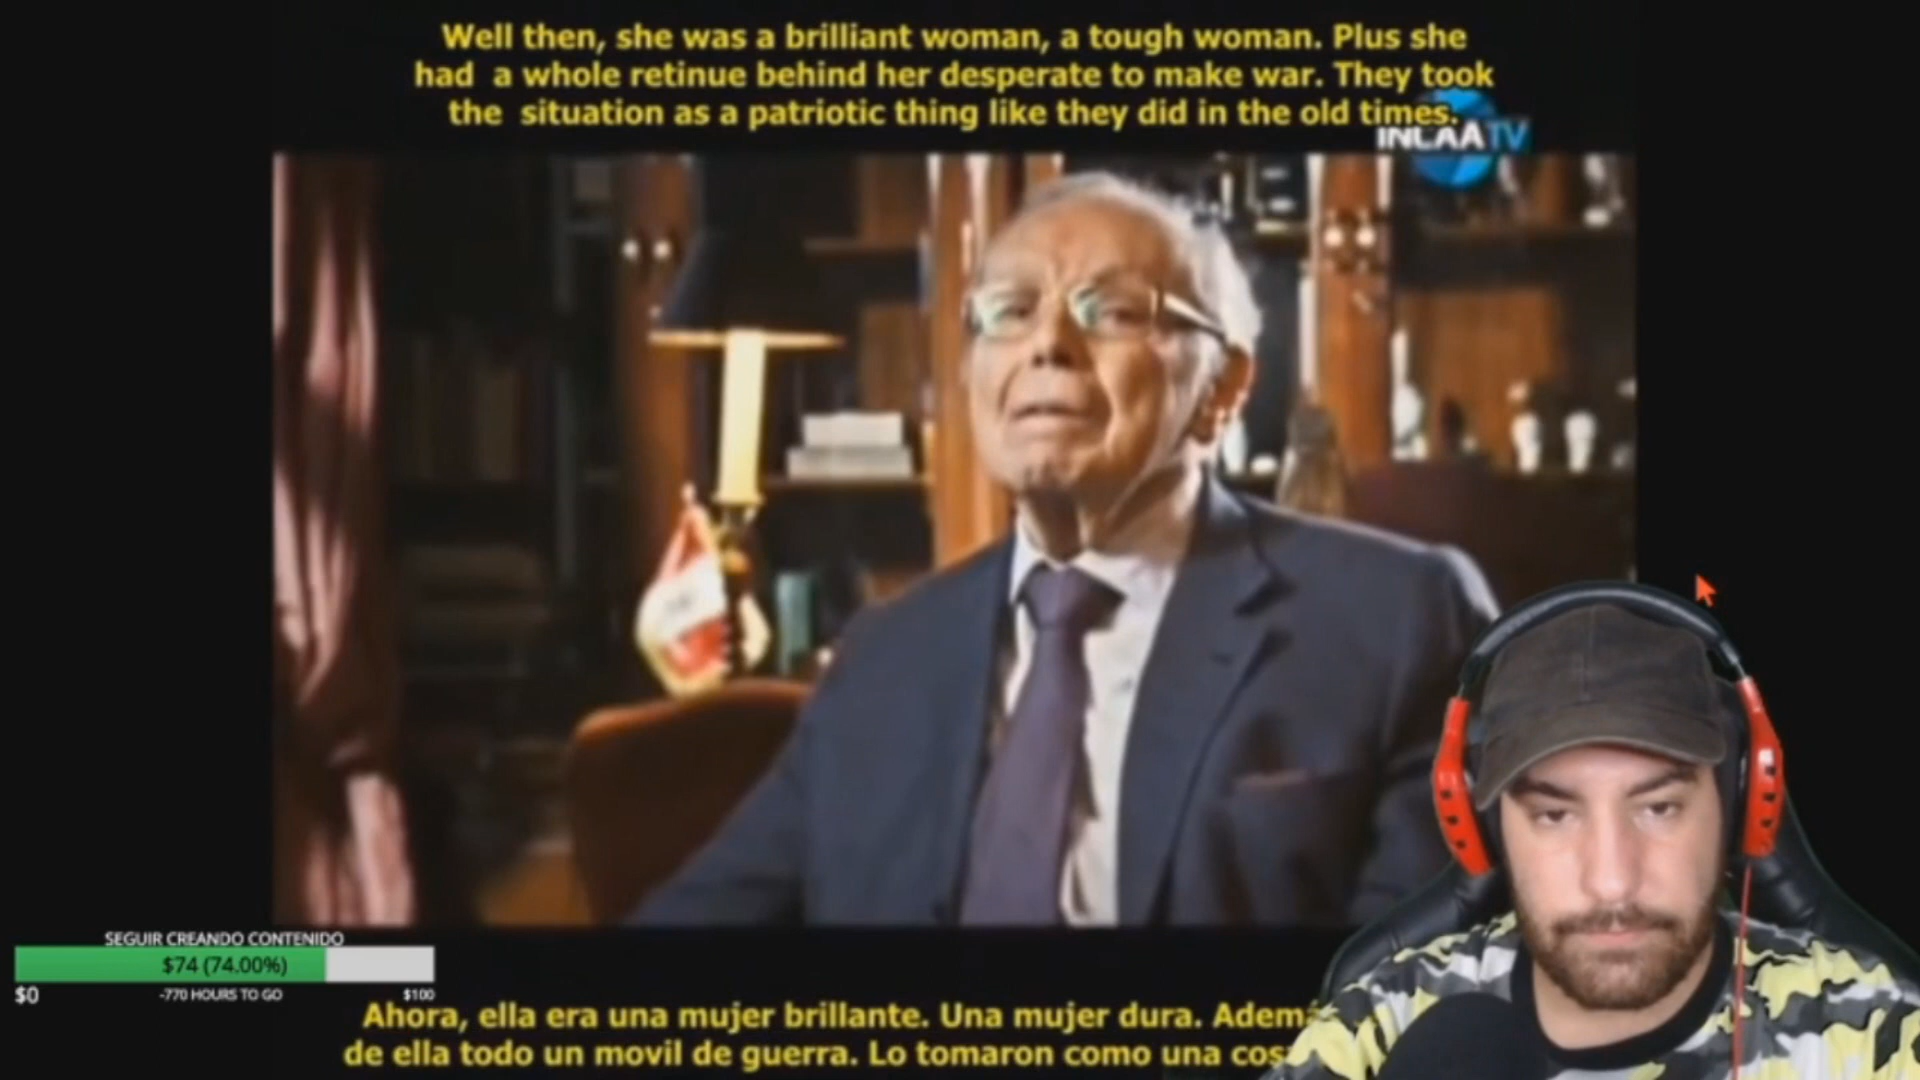 Well then, she was a brilliant woman, a tough woman. Plus she
had a whole retinue behind her desperate to make war. They took
the situation as a patriotic thing like they did in the old times.
INCAA TV
SEGUIR CREANDO CONTENIDO
$74 (74.00%)
$0
-770 HOURS TO GO
$100
Ahora, ella era una mujer brillante. Una mujer dura. Ademá
de ella todo un movil de guerra. Lo tomaron como una cos